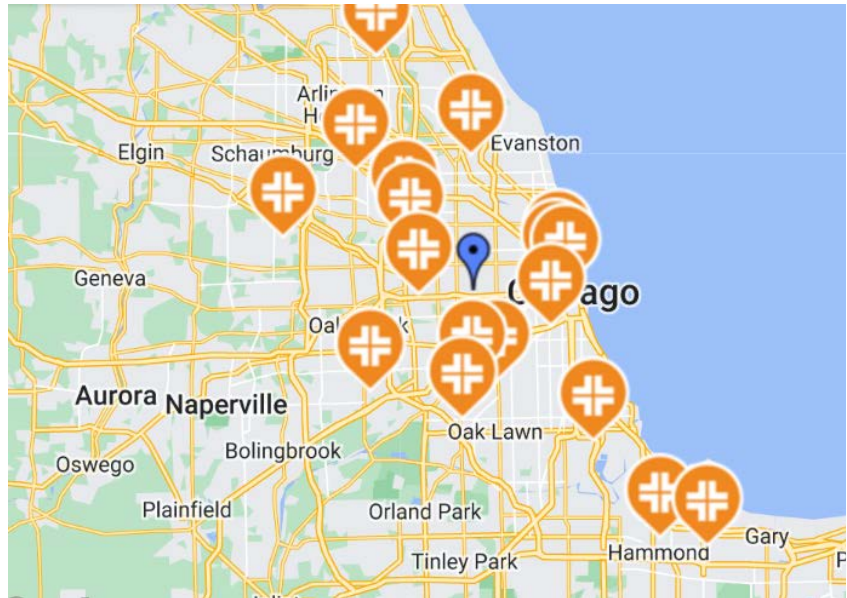 Elgin
Schaumburg
Evanston
Geneva
Aurora
Naperville
Oswego
Bolingbrook
Oak Lawn
Plainfield
Orland Park
Tinley Park
Hammond
Gary